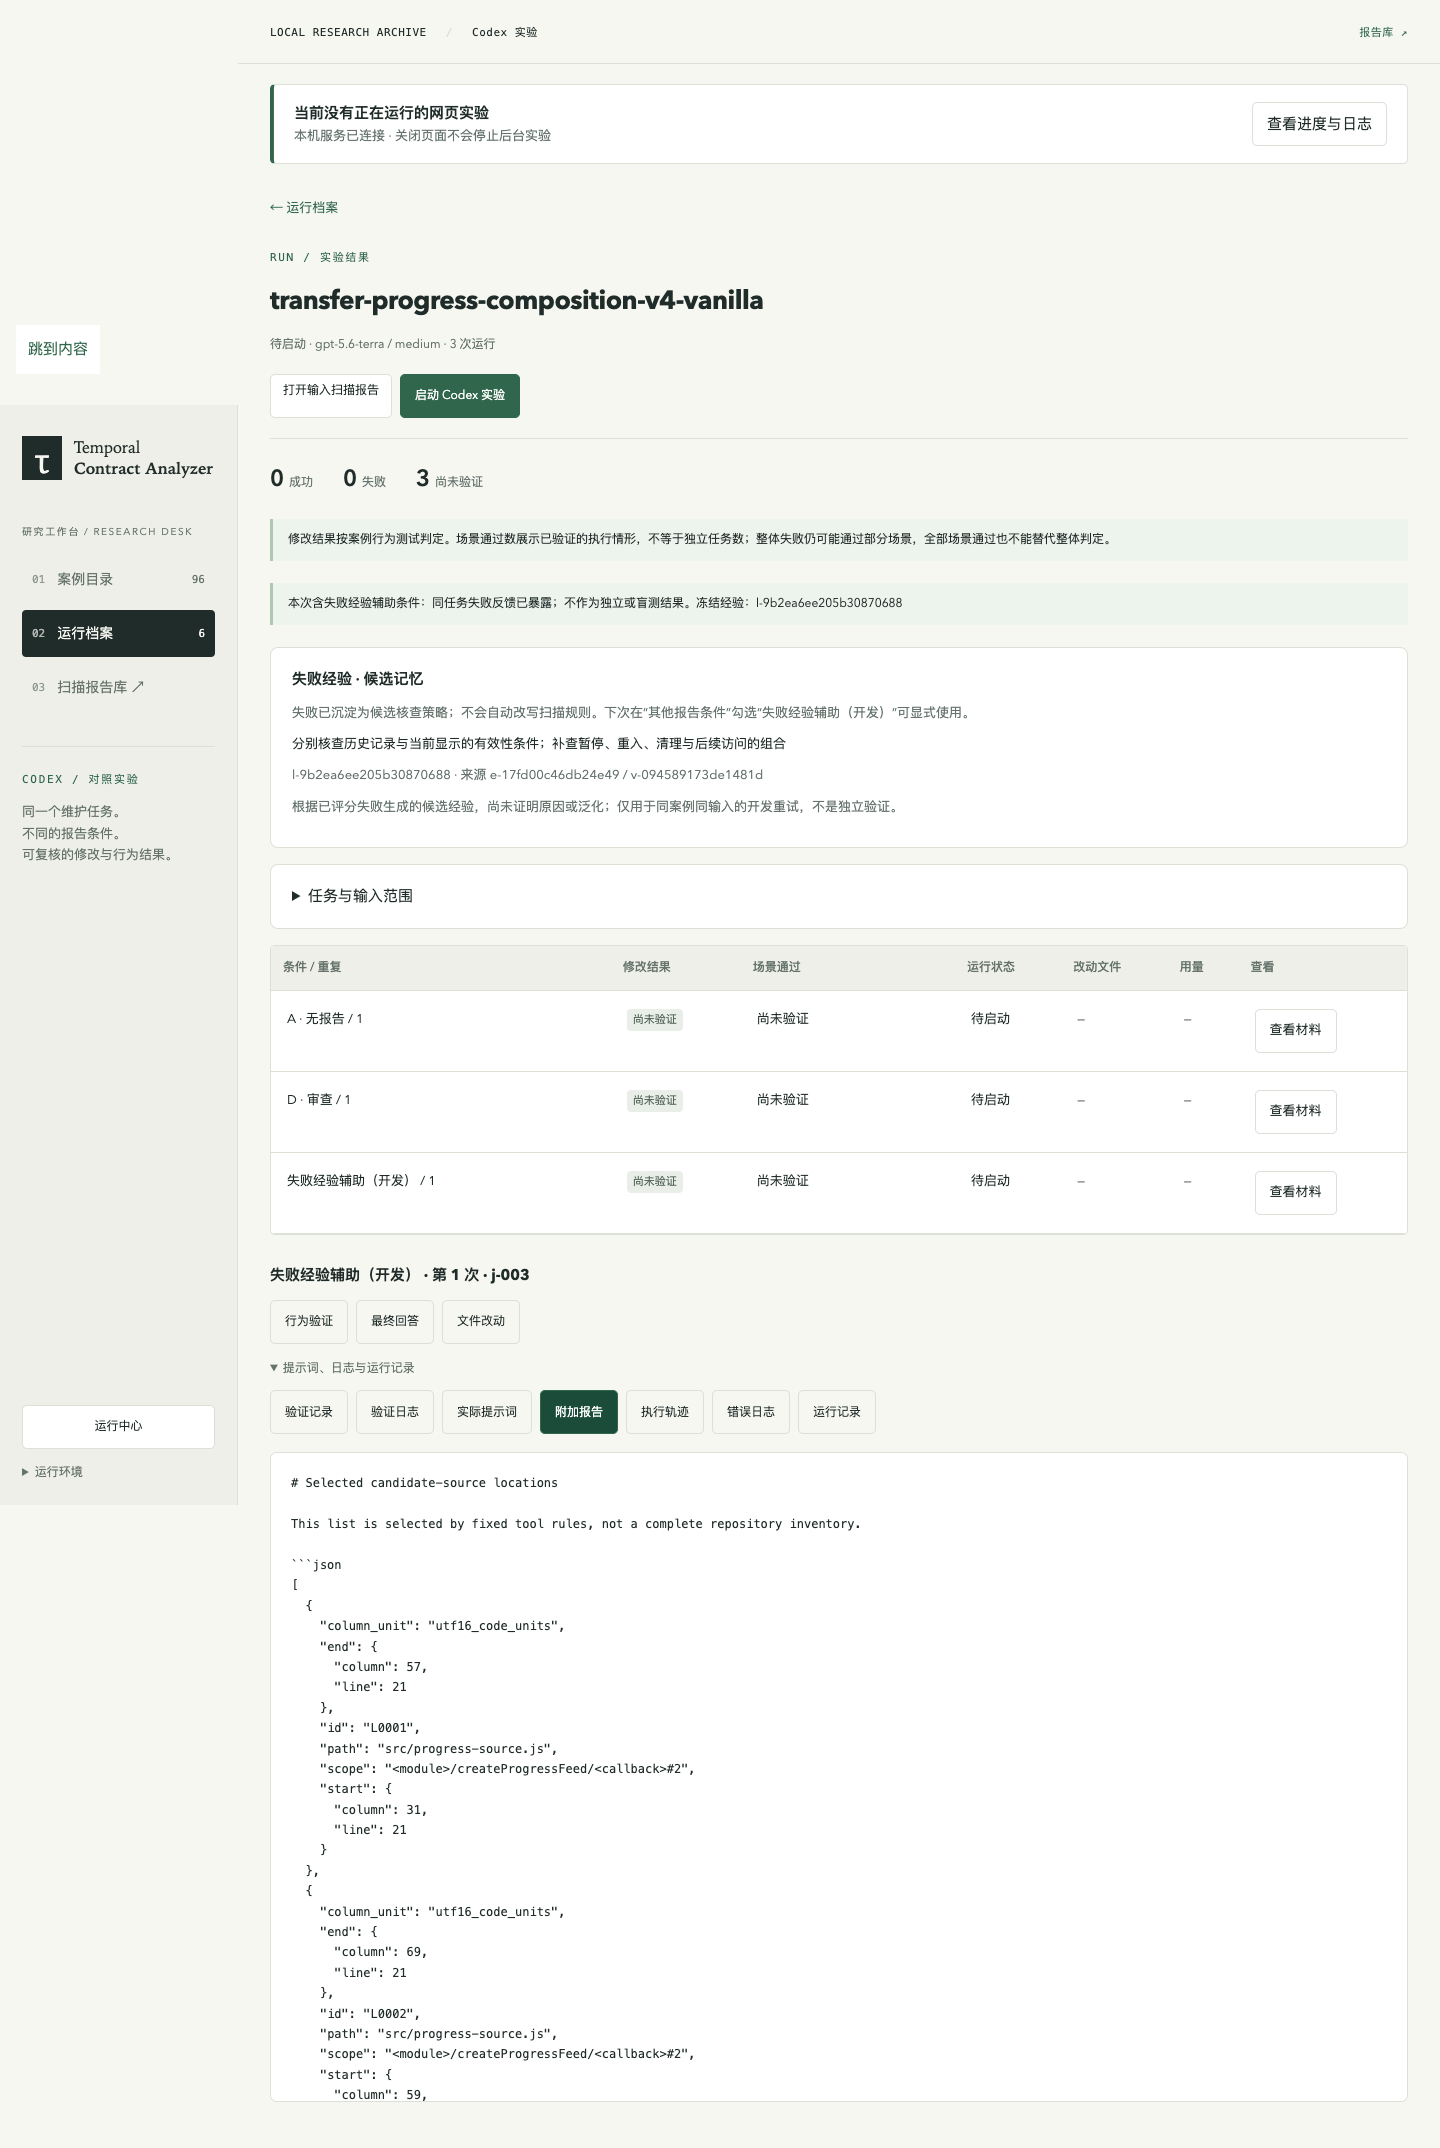 LOCAL RESEARCH ARCHIVE / Codex 实验
报告库 ↗
当前没有正在运行的网页实验
本机服务已连接 · 关闭页面不会停止后台实验
查看进度与日志
← 运行档案
RUN / 实验结果
transfer-progress-composition-v4-vanilla
待启动 · gpt-5.6-terra / medium · 3 次运行
打开输入扫描报告
启动 Codex 实验
0 成功 0 失败 3 尚未验证
修改结果按案例行为测试判定。场景通过数展示已验证的执行情形，不等于独立任务数；整体失败仍可能通过部分场景，全部场景通过也不能替代整体判定。
本次含失败经验辅助条件：同任务失败反馈已暴露；不作为独立或盲测结果。冻结经验：l-9b2ea6ee205b30870688
失败经验 · 候选记忆
失败已沉淀为候选核查策略；不会自动改写扫描规则。下次在“其他报告条件”勾选“失败经验辅助（开发）”可显式使用。
分别核查历史记录与当前显示的有效性条件；补查暂停、重入、清理与后续访问的组合
l-9b2ea6ee205b30870688 · 来源 e-17fd00c46db24e49 / v-094589173de1481d
根据已评分失败生成的候选经验，尚未证明原因或泛化；仅用于同案例同输入的开发重试，不是独立验证。
▶ 任务与输入范围
条件 / 重复 修改结果 场景通过 运行状态 改动文件 用量 查看
A · 无报告 / 1 尚未验证 尚未验证 待启动 — — 查看材料
D · 审查 / 1 尚未验证 尚未验证 待启动 — — 查看材料
失败经验辅助（开发） / 1 尚未验证 尚未验证 待启动 — — 查看材料
失败经验辅助（开发） · 第 1 次 · j-003
行为验证 最终回答 文件改动
▼ 提示词、日志与运行记录
验证记录 验证日志 实际提示词 附加报告 执行轨迹 错误日志 运行记录
# Selected candidate-source locations
This list is selected by fixed tool rules, not a complete repository inventory.
```json
[
{
"column_unit": "utf16_code_units",
"end": {
"column": 57,
"line": 21
},
"id": "L0001",
"path": "src/progress-source.js",
"scope": "<module>/createProgressFeed/<callback>#2",
"start": {
"column": 31,
"line": 21
}
},
{
"column_unit": "utf16_code_units",
"end": {
"column": 69,
"line": 21
},
"id": "L0002",
"path": "src/progress-source.js",
"scope": "<module>/createProgressFeed/<callback>#2",
"start": {
"column": 59,
跳到内容
τ
Temporal
Contract Analyzer
研究工作台 / RESEARCH DESK
01 案例目录 96
02 运行档案 6
03 扫描报告库 ↗
CODEX / 对照实验
同一个维护任务。
不同的报告条件。
可复核的修改与行为结果。
运行中心
▶ 运行环境